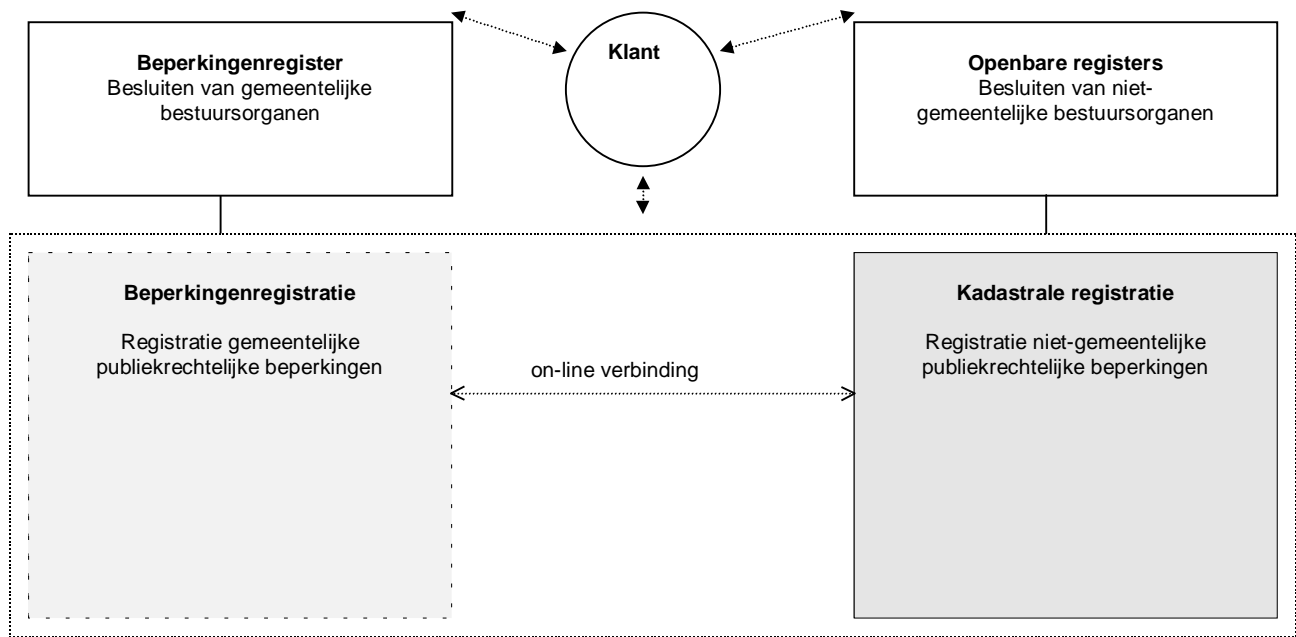 Beperkingenregister
Besluiten van gemeentelijke
bestuursorganen
Klant
Openbare registers
Besluiten van niet-
gemeentelijke bestuursorganen
Beperkingenregistratie
Registratie gemeentelijke
publiekrechtelijke beperkingen
on-line verbinding
Kadastrale registratie
Registratie niet-gemeentelijke
publiekrechtelijke beperkingen